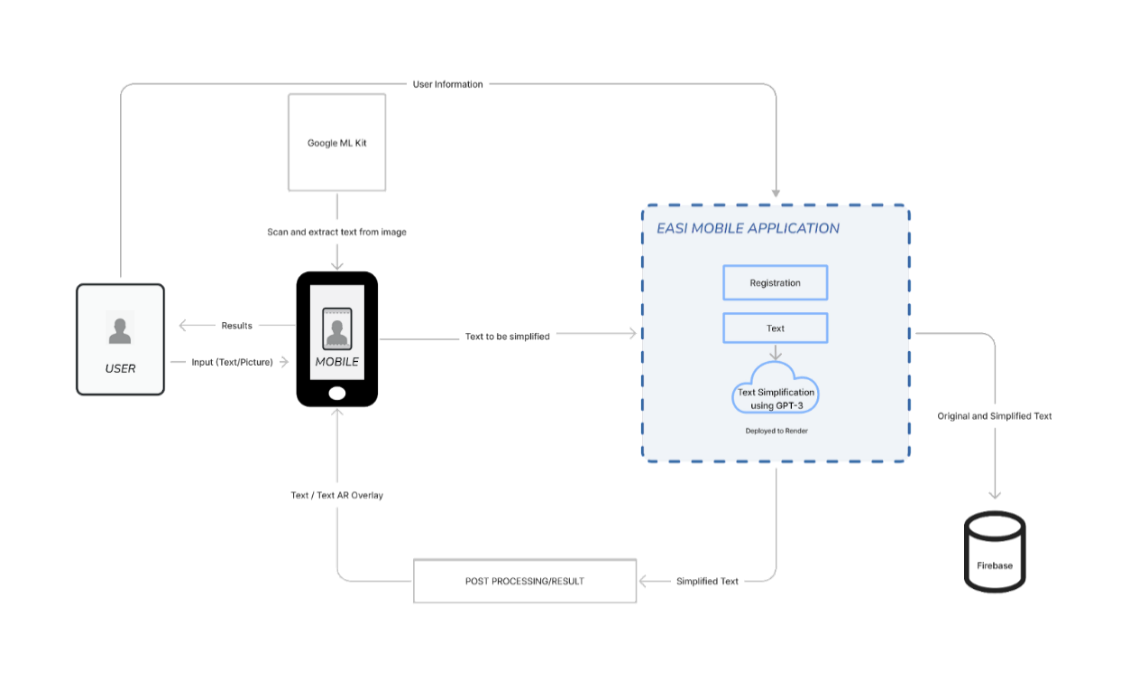 User Information
Google ML Kit
Scan and extract text from image
EASI MOBILE APPLICATION
Registration
Text
Text Simplification
using GPT-3
Deployed to Render
USER
Results
Input (Text/Picture)
MOBILE
Text to be simplified
Original and Simplified Text
Text / Text AR Overlay
POST PROCESSING/RESULT
Simplified Text
Firebase